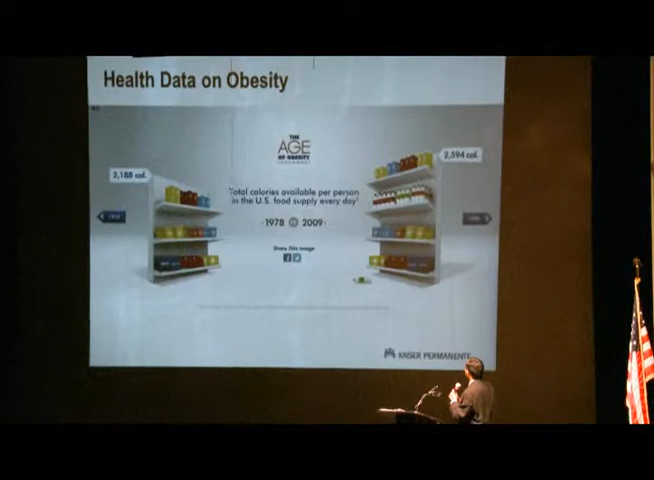 Health Data on Obesity
THE
AGE
OF OBESITY
2,188 cal.
2,594 cal.
Total calories available per person
in the U.S. food supply every day
1978
2009
Share This Image
KAISER PERMANENTE